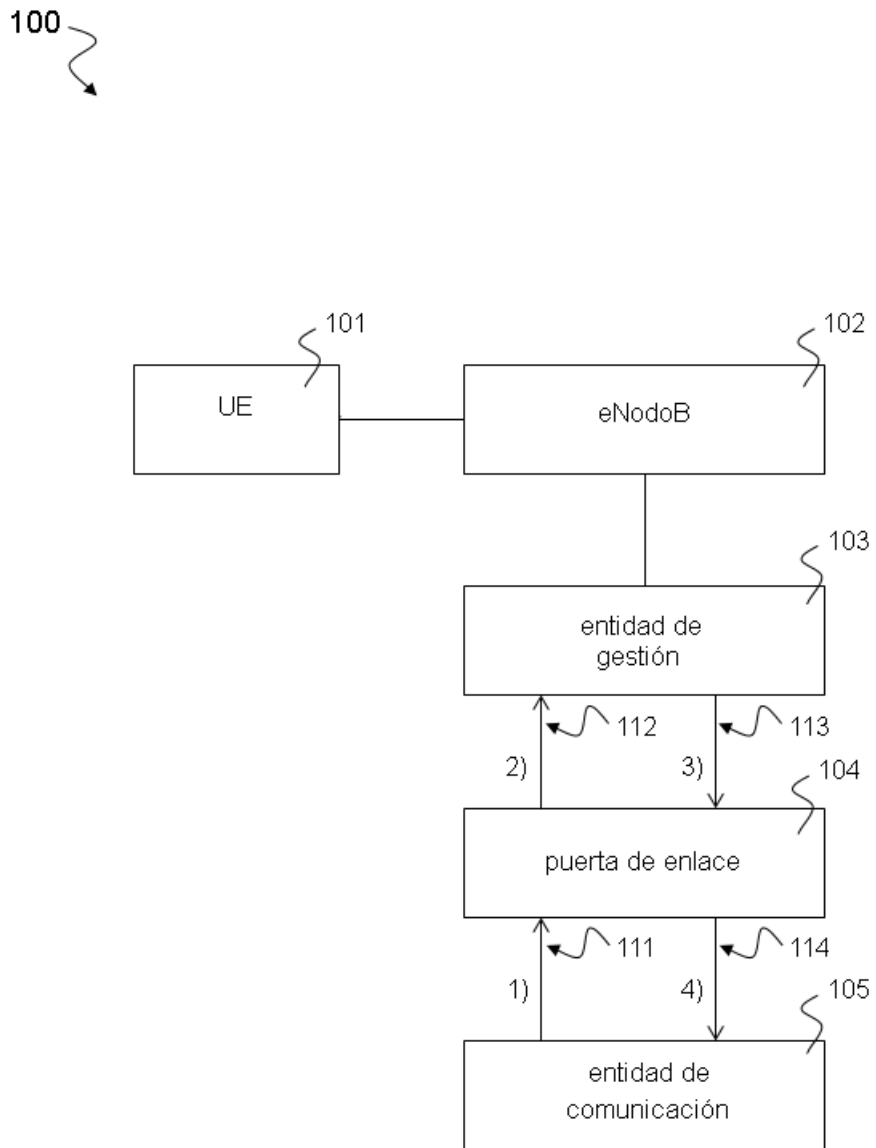 100
101
102
UE
eNodoB
103
entidad de
gestión
112
113
2)
3)
104
puerta de enlace
111
114
1)
4)
105
entidad de
comunicación